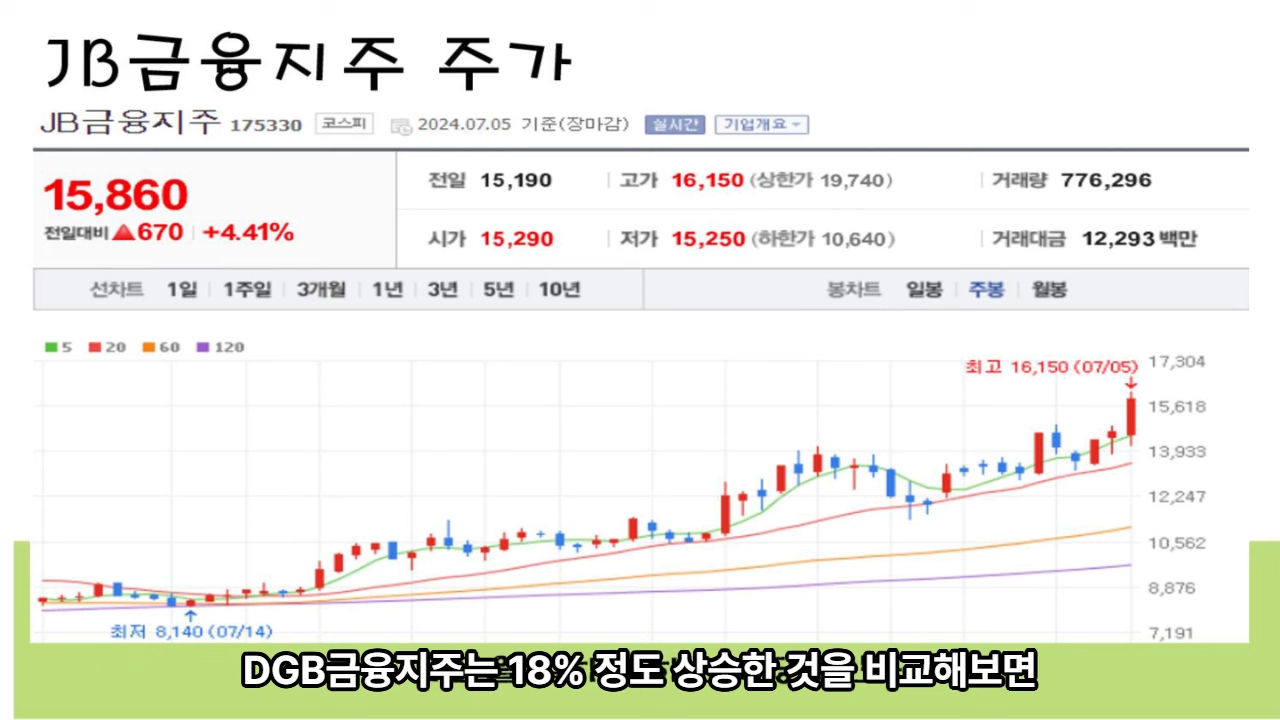 JB금융지주 주가
JB금융지주 175330 코스피 2024.07.05 기준(장마감) 실시간 기업개요
15,860
전일대비 ▲670 +4.41%
전일 15,190 고가 16,150 (상한가 19,740) 거래량 776,296
시가 15,290 저가 15,250 (하한가 10,640) 거래대금 12,293 백만
선차트 1일 1주일 3개월 1년 3년 5년 10년 봉차트 일봉 주봉 월봉
5 20 60 120
최고 16,150 (07/05)
17,304
15,618
13,933
12,247
10,562
8,876
7,191
최저 8,140 (07/14)
DGB금융지주는 18% 정도 상승한 것을 비교해보면